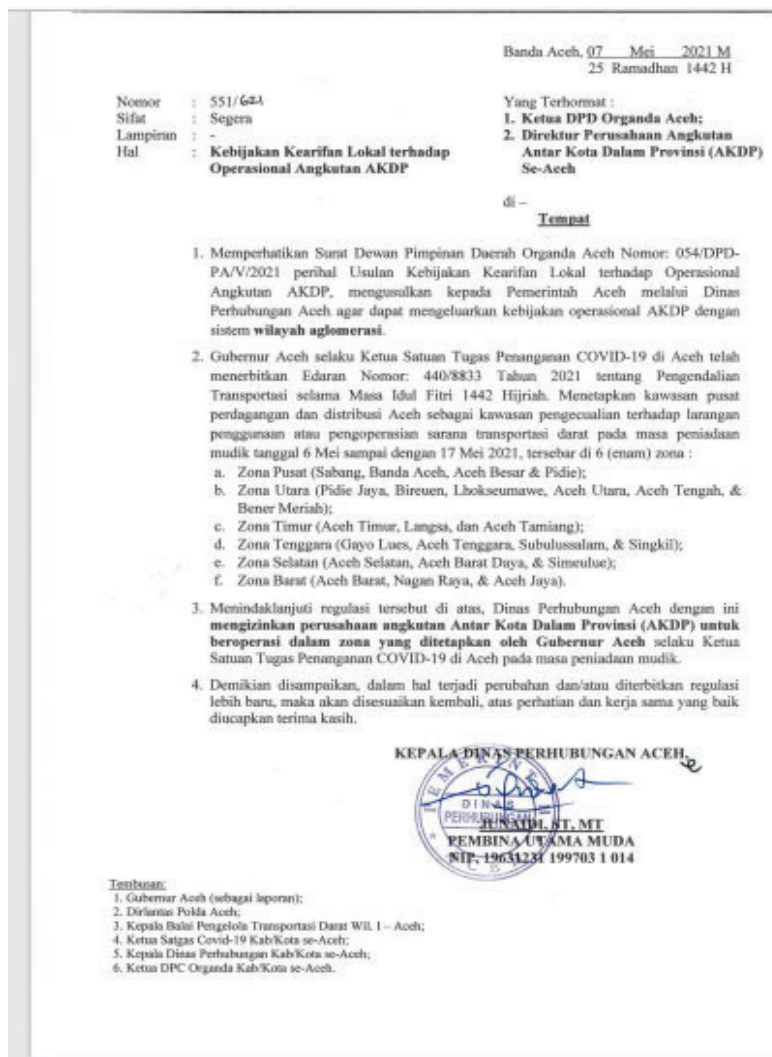 Banda Aceh, 07 Mei 2021 M
25 Ramadhan 1442 H
Nomor : 551/621
Sifat : Segera
Lampiran : -
Hal : Kebijakan Kearifan Lokal terhadap
Operasional Angkutan AKDP
Yang Terhormat :
1. Ketua DPD Organda Aceh;
2. Direktur Perusahaan Angkutan
Antar Kota Dalam Provinsi (AKDP)
Se-Aceh
di –
Tempat
1. Memperhatikan Surat Dewan Pimpinan Daerah Organda Aceh Nomor: 054/DPD-
PA/V/2021 perihal Usulan Kebijakan Kearifan Lokal terhadap Operasional
Angkutan AKDP, mengusulkan kepada Pemerintah Aceh melalui Dinas
Perhubungan Aceh agar dapat mengeluarkan kebijakan operasional AKDP dengan
sistem wilayah aglomerasi.
2. Gubernur Aceh selaku Ketua Satuan Tugas Penanganan COVID-19 di Aceh telah
menerbitkan Edaran Nomor: 440/8833 Tahun 2021 tentang Pengendalian
Transportasi selama Masa Idul Fitri 1442 Hijriah. Menetapkan kawasan pusat
perdagangan dan distribusi Aceh sebagai kawasan pengecualian terhadap larangan
penggunaan atau pengoperasian sarana transportasi darat pada masa peniadaan
mudik tanggal 6 Mei sampai dengan 17 Mei 2021, tersebar di 6 (enam) zona :
a. Zona Pusat (Sabang, Banda Aceh, Aceh Besar & Pidie);
b. Zona Utara (Pidie Jaya, Bireuen, Lhokseumawe, Aceh Utara, Aceh Tengah, &
Bener Meriah);
c. Zona Timur (Aceh Timur, Langsa, dan Aceh Tamiang);
d. Zona Tenggara (Gayo Lues, Aceh Tenggara, Subulussalam, & Singkil);
e. Zona Selatan (Aceh Selatan, Aceh Barat Daya, & Simeulue);
f. Zona Barat (Aceh Barat, Nagan Raya, & Aceh Jaya).
3. Menindaklanjuti regulasi tersebut di atas, Dinas Perhubungan Aceh dengan ini
mengizinkan perusahaan angkutan Antar Kota Dalam Provinsi (AKDP) untuk
beroperasi dalam zona yang ditetapkan oleh Gubernur Aceh selaku Ketua
Satuan Tugas Penanganan COVID-19 di Aceh pada masa peniadaan mudik.
4. Demikian disampaikan, dalam hal terjadi perubahan dan/atau diterbitkan regulasi
lebih baru, maka akan disesuaikan kembali, atas perhatian dan kerja sama yang baik
diucapkan terima kasih.
KEPALA DINAS PERHUBUNGAN ACEH,
DINAS
PERHUBUNGAN
JUNAIDI, ST, MT
PEMBINA UTAMA MUDA
NIP. 19631231 199703 1 014
Tembusan:
1. Gubernur Aceh (sebagai laporan);
2. Dirlantas Polda Aceh;
3. Kepala Balai Pengelola Transportasi Darat Wil. I – Aceh;
4. Ketua Satgas Covid-19 Kab/Kota se-Aceh;
5. Kepala Dinas Perhubungan Kab/Kota se-Aceh;
6. Ketua DPC Organda Kab/Kota se-Aceh.